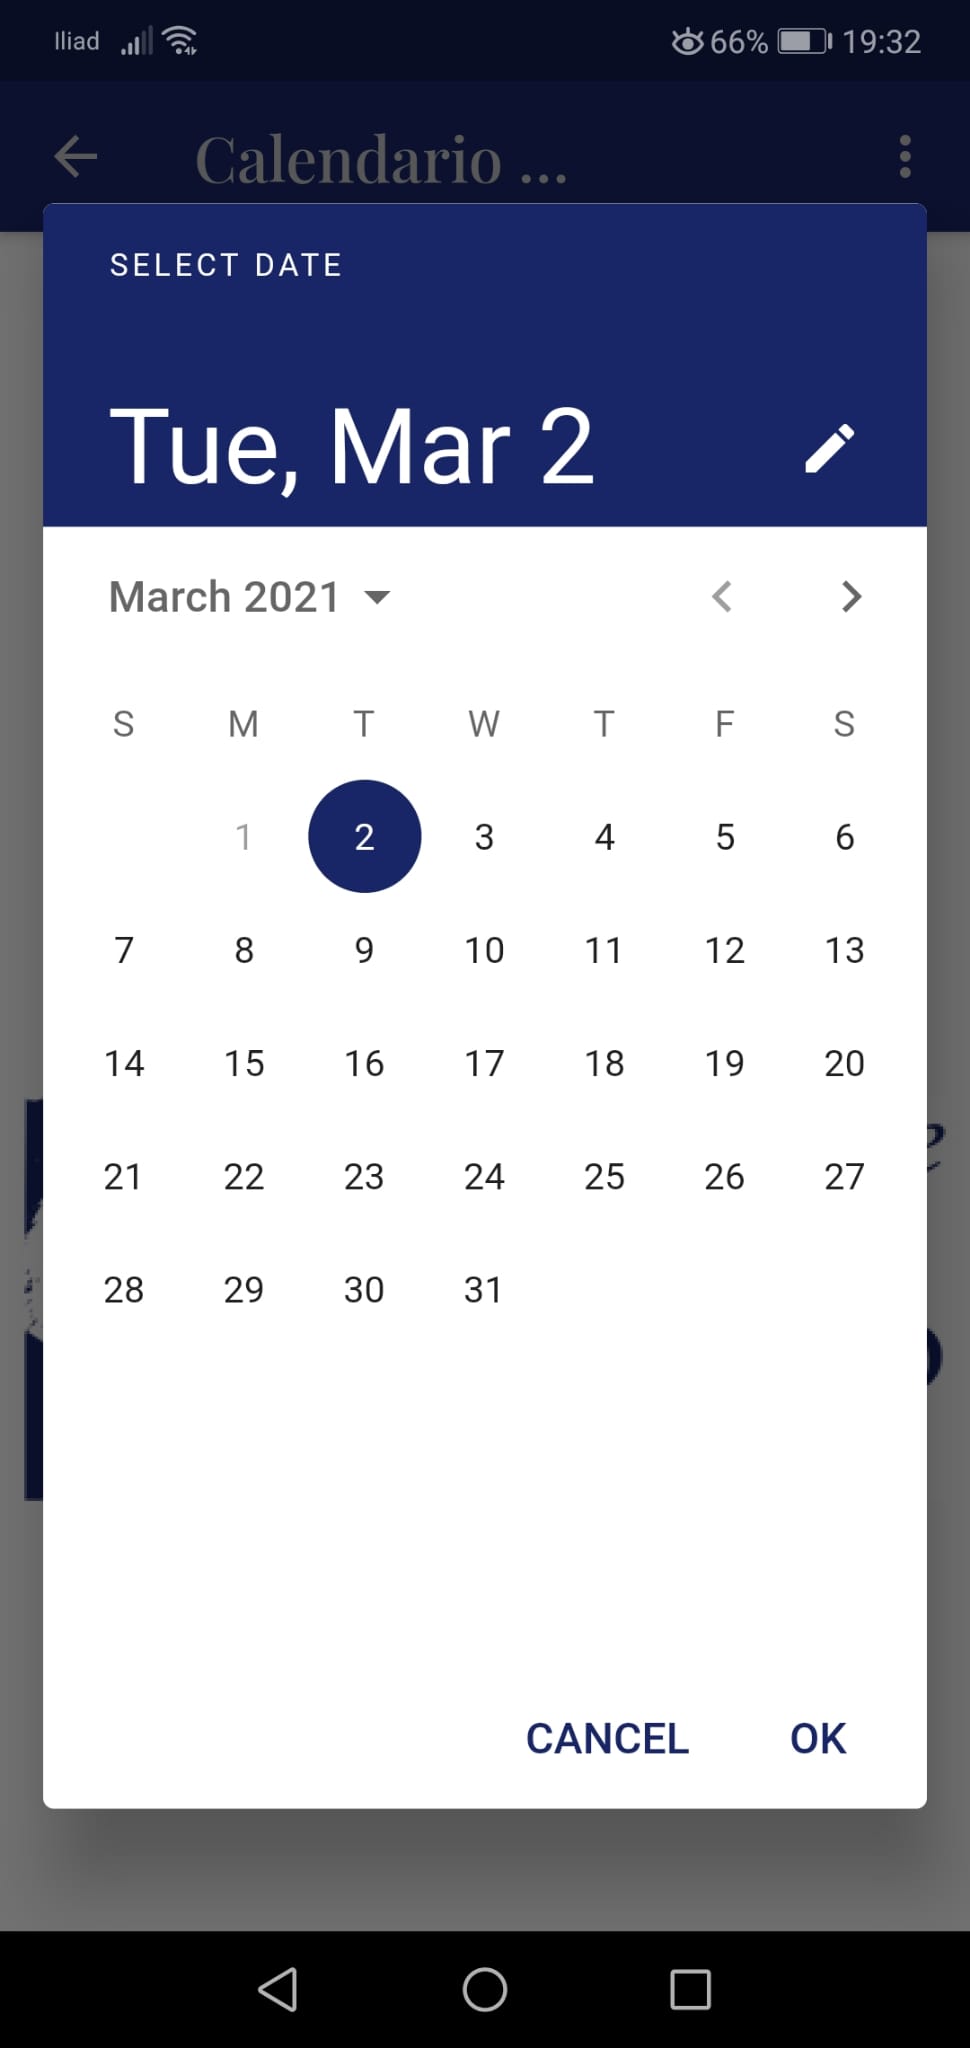 Iliad 66% 19:32
Calendario ...
SELECT DATE
Tue, Mar 2
March 2021
S M T W T F S
1 2 3 4 5 6
7 8 9 10 11 12 13
14 15 16 17 18 19 20
21 22 23 24 25 26 27
28 29 30 31
CANCEL OK